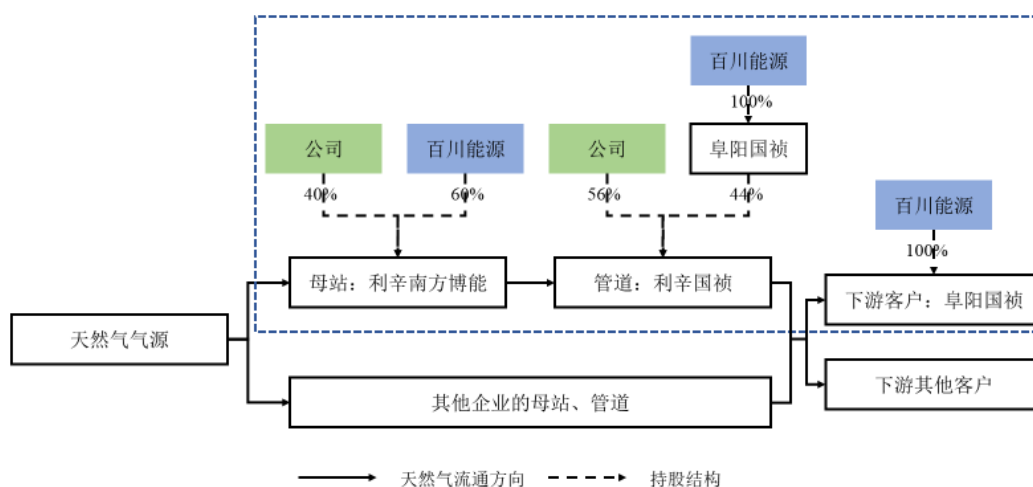 百川能源
100%
公司
百川能源
公司
阜阳国祯
40%
60%
56%
44%
百川能源
100%
母站：利辛南方博能
管道：利辛国祯
下游客户：阜阳国祯
天然气气源
下游其他客户
其他企业的母站、管道
天然气流通方向
持股结构